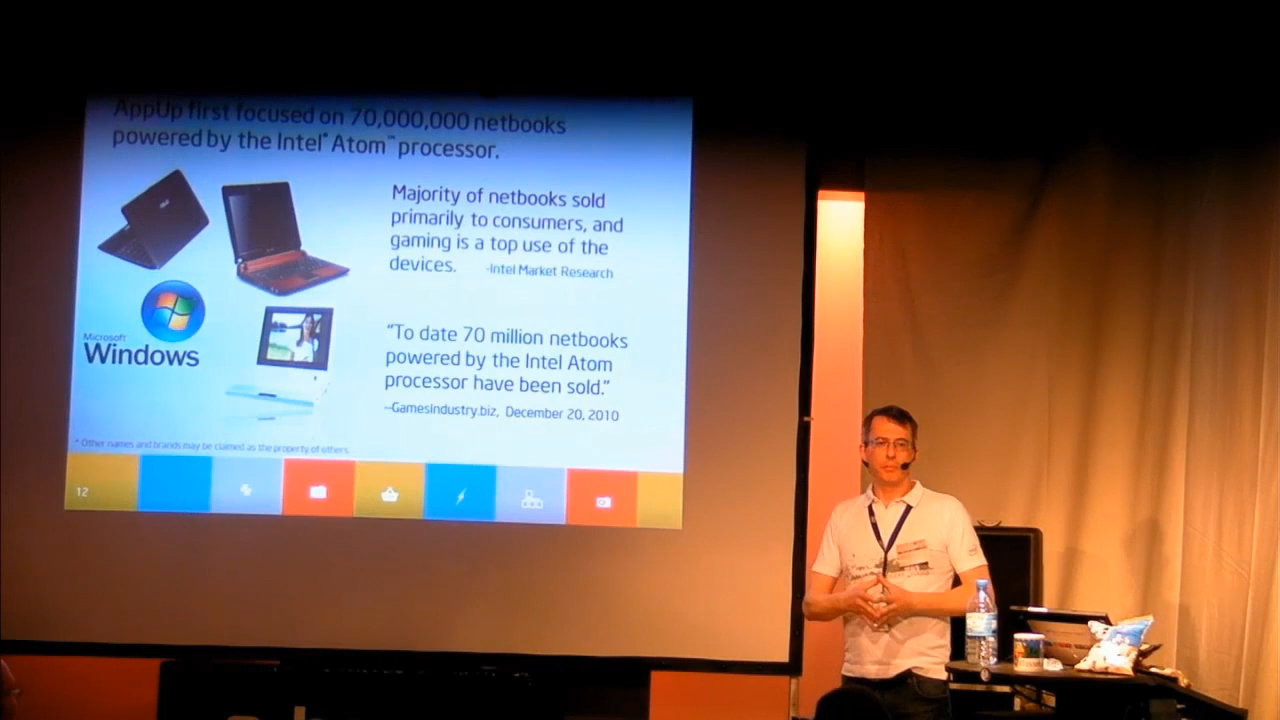 AppUp first focused on 70,000,000 netbooks
powered by the Intel® Atom™ processor.
Majority of netbooks sold
primarily to consumers, and
gaming is a top use of the
devices. -Intel Market Research
Microsoft®
Windows
“To date 70 million netbooks
powered by the Intel Atom
processor have been sold.”
—GamesIndustry.biz, December 20, 2010
* Other names and brands may be claimed as the property of others.
12